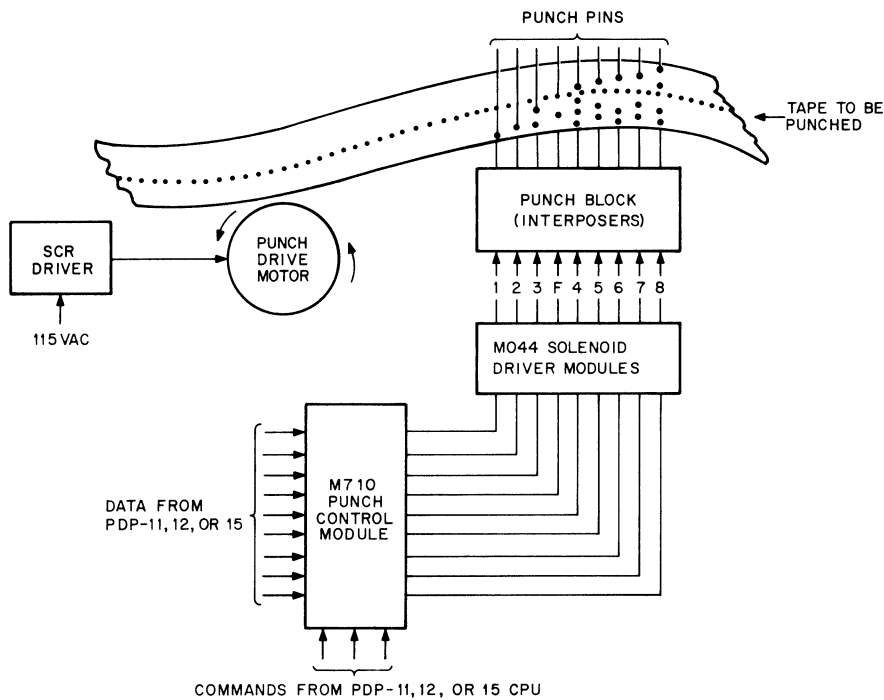 PUNCH PINS
TAPE TO BE
PUNCHED
PUNCH BLOCK
(INTERPOSERS)
SCR
DRIVER
PUNCH
DRIVE
MOTOR
1 2 3 F 4 5 6 7 8
115 VAC
M044 SOLENOID
DRIVER MODULES
M710
PUNCH
CONTROL
MODULE
DATA FROM
PDP-11, 12, OR 15
COMMANDS FROM PDP-11, 12, OR 15 CPU